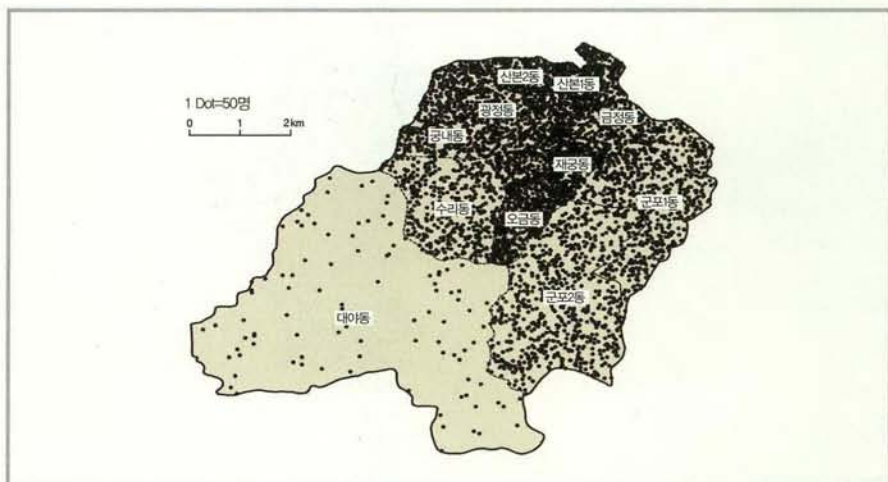 1 Dot=50명
0 1 2km
산본2동
산본1동
광정동
금정동
궁내동
재궁동
군포1동
수리동
오금동
군포2동
대야동